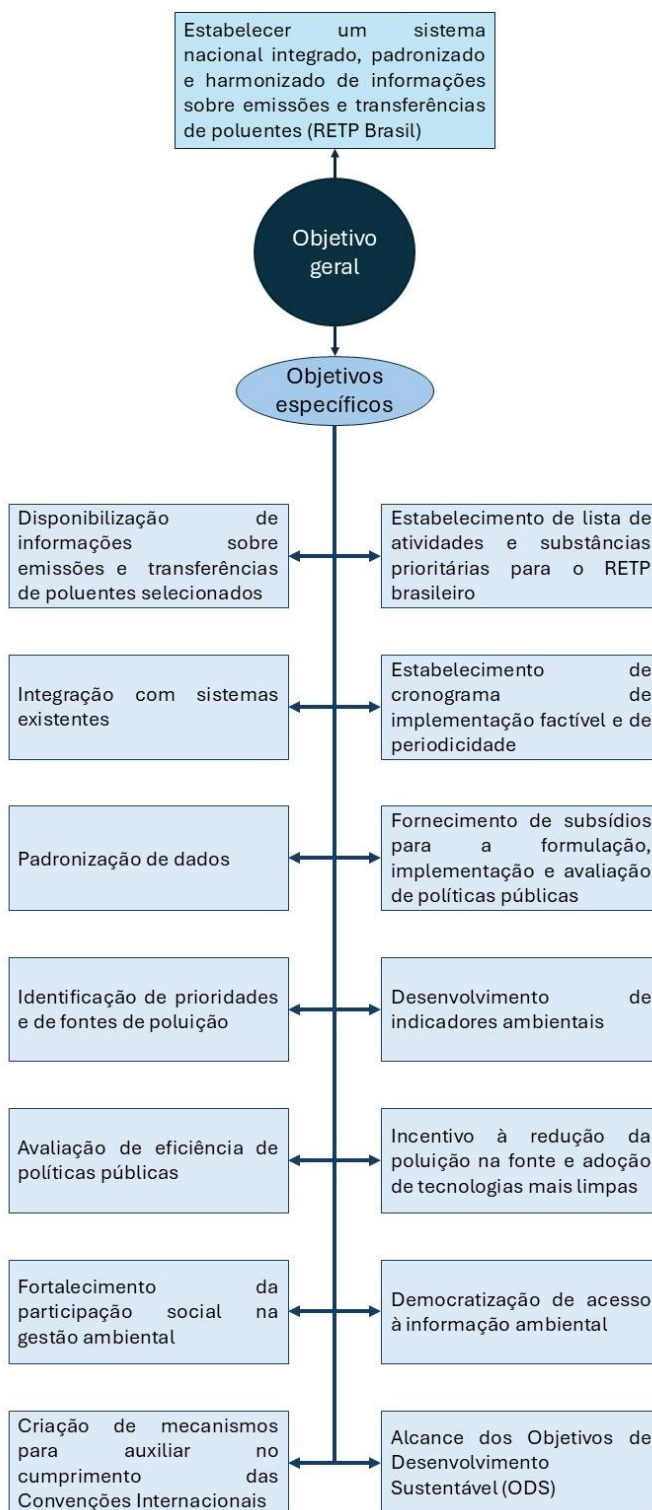 Estabelecer um sistema
nacional integrado, padronizado
e harmonizado de informações
sobre emissões e transferências
de poluentes (RETP Brasil)
Objetivo
geral
Objetivos
específicos
Disponibilização de
informações sobre
emissões e transferências
de poluentes selecionados
Estabelecimento de lista de
atividades e substâncias
prioritárias para o RETP
brasileiro
Integração com sistemas
existentes
Estabelecimento de
cronograma de
implementação factível e de
periodicidade
Padronização de dados
Fornecimento de subsídios
para a formulação,
implementação e avaliação
de políticas públicas
Identificação de prioridades
e de fontes de poluição
Desenvolvimento de
indicadores ambientais
Avaliação de eficiência de
políticas públicas
Incentivo à redução da
poluição na fonte e adoção
de tecnologias mais limpas
Fortalecimento da
participação social na
gestão ambiental
Democratização de acesso
à informação ambiental
Criação de mecanismos
para auxiliar no
cumprimento das
Convenções Internacionais
Alcance dos Objetivos de
Desenvolvimento
Sustentável (ODS)